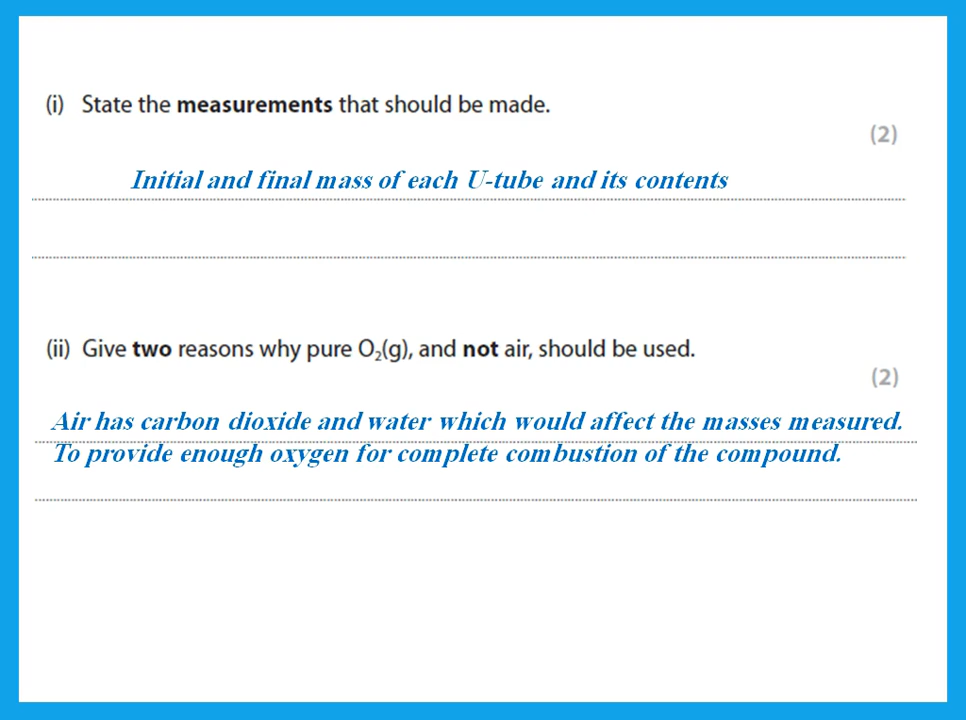 (i) State the measurements that should be made.
(2)
Initial and final mass of each U-tube and its contents
(ii) Give two reasons why pure O₂(g), and not air, should be used.
(2)
Air has carbon dioxide and water which would affect the masses measured.
To provide enough oxygen for complete combustion of the compound.